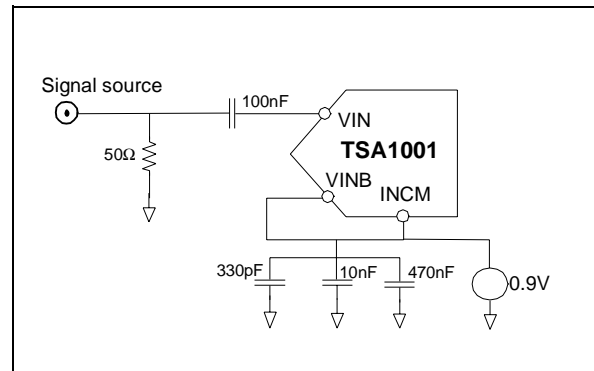 Signal source
100nF
VIN
50Ω
TSA1001
VINB
INCM
330pF
10nF
470nF
0.9V